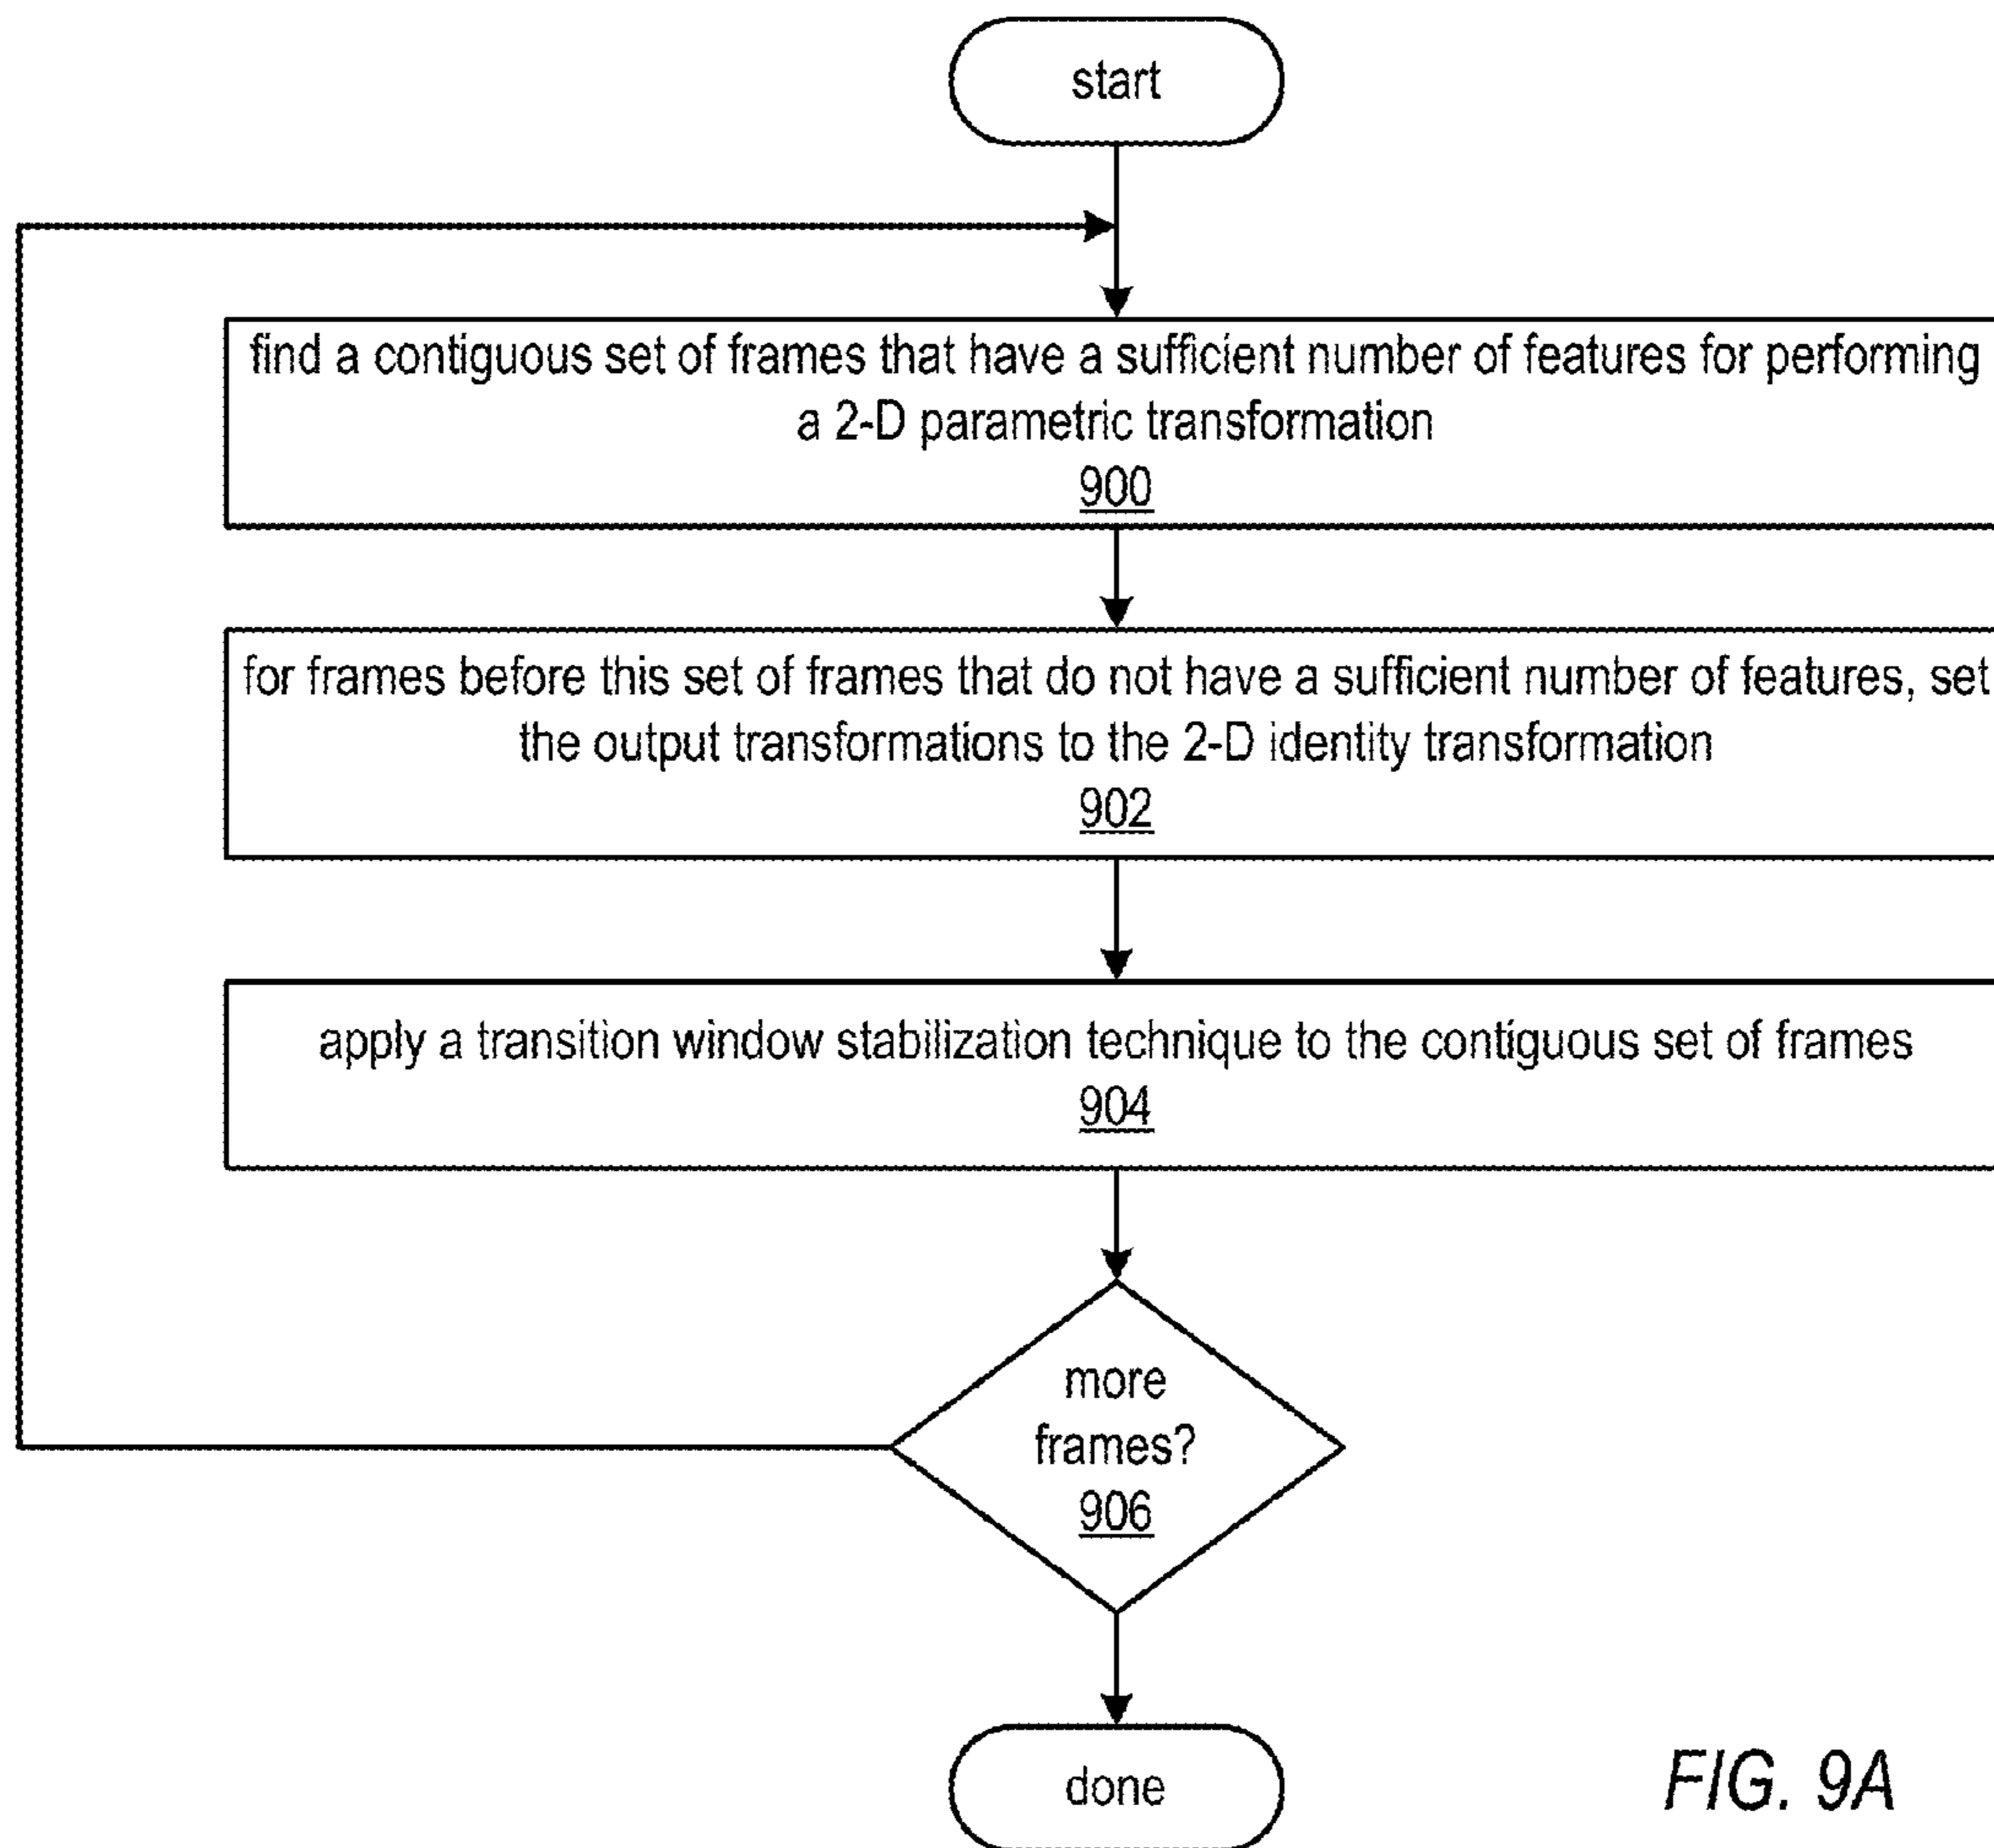 start
find a contiguous set of frames that have a sufficient number of features for performing
a 2-D parametric transformation
900
for frames before this set of frames that do not have a sufficient number of features, set
the output transformations to the 2-D identity transformation
902
apply a transition window stabilization technique to the contiguous set of frames
904
more
frames?
906
done
FIG. 9A